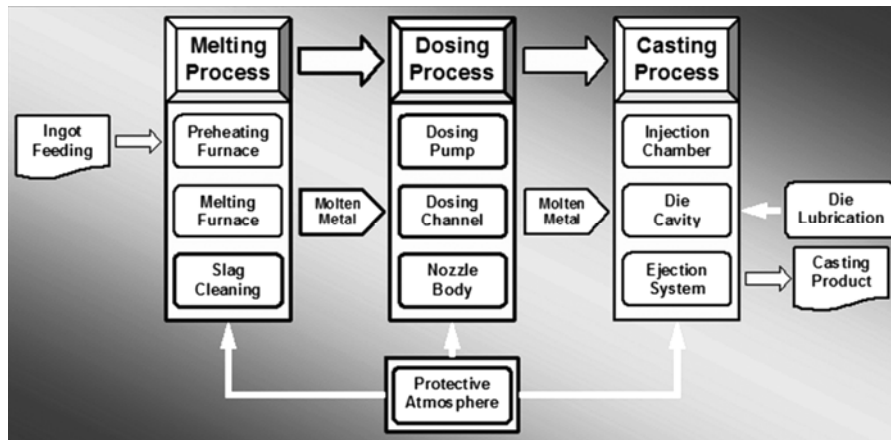 Melting
Process
Dosing
Process
Casting
Process
Ingot
Feeding
Preheating
Furnace
Melting
Furnace
Slag
Cleaning
Molten
Metal
Dosing
Pump
Dosing
Channel
Nozzle
Body
Molten
Metal
Injection
Chamber
Die
Cavity
Ejection
System
Die
Lubrication
Casting
Product
Protective
Atmosphere